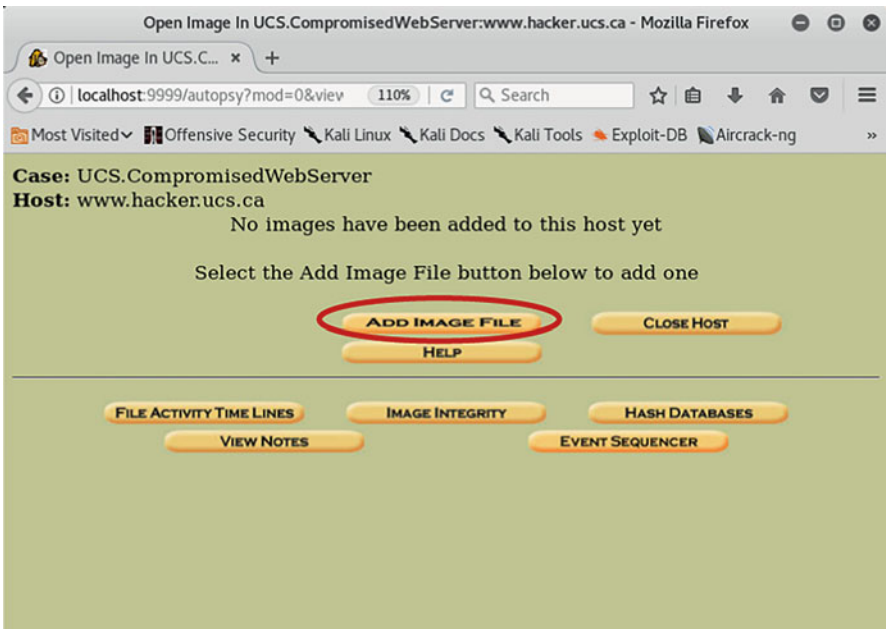 Open Image In UCS.CompromisedWebServer:www.hacker.ucs.ca - Mozilla Firefox
Open Image In UCS.C... × +
localhost:9999/autopsy?mod=0&view 110% Search
Most Visited Offensive Security Kali Linux Kali Docs Kali Tools Exploit-DB Aircrack-ng »
Case: UCS.CompromisedWebServer
Host: www.hacker.ucs.ca
No images have been added to this host yet
Select the Add Image File button below to add one
ADD IMAGE FILE CLOSE HOST
HELP
FILE ACTIVITY TIME LINES IMAGE INTEGRITY HASH DATABASES
VIEW NOTES EVENT SEQUENCER